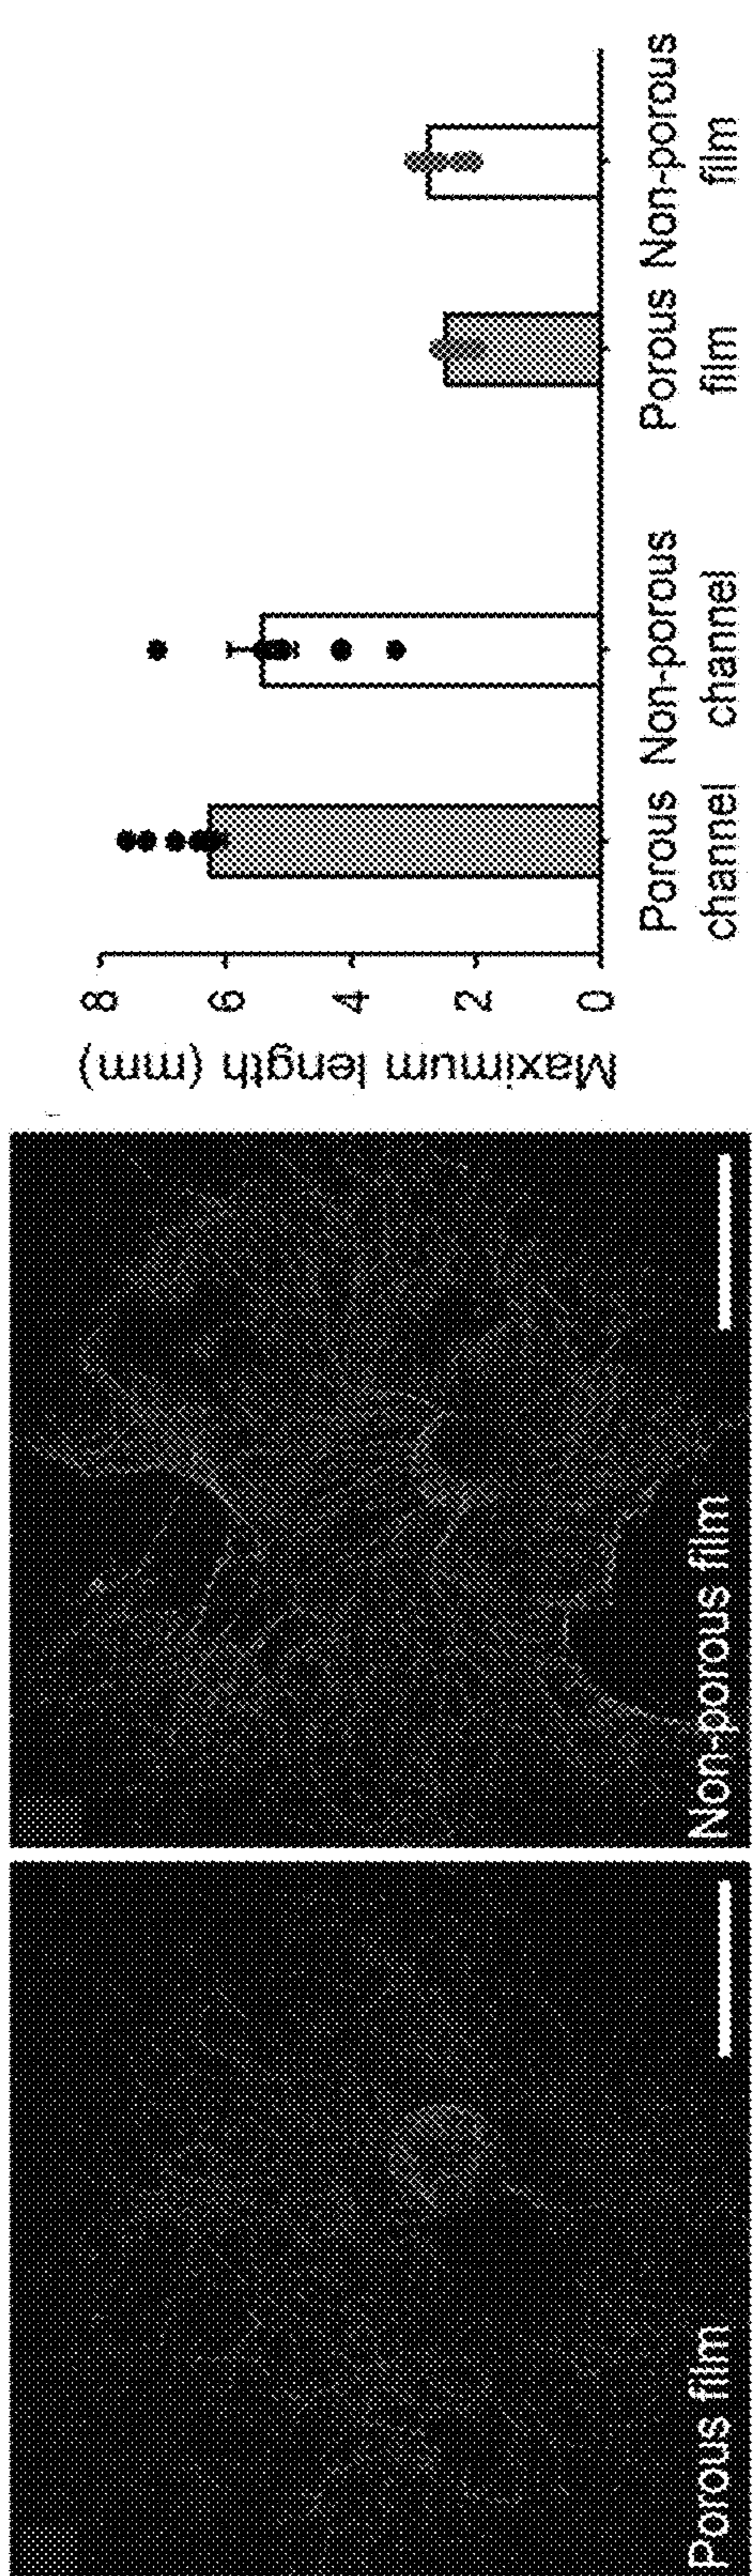 Porous film
Non-porous film
Maximum length (mm)
8
6
4
2
0
Porous
channel
Non-porous
channel
Porous
film
Non-porous
film